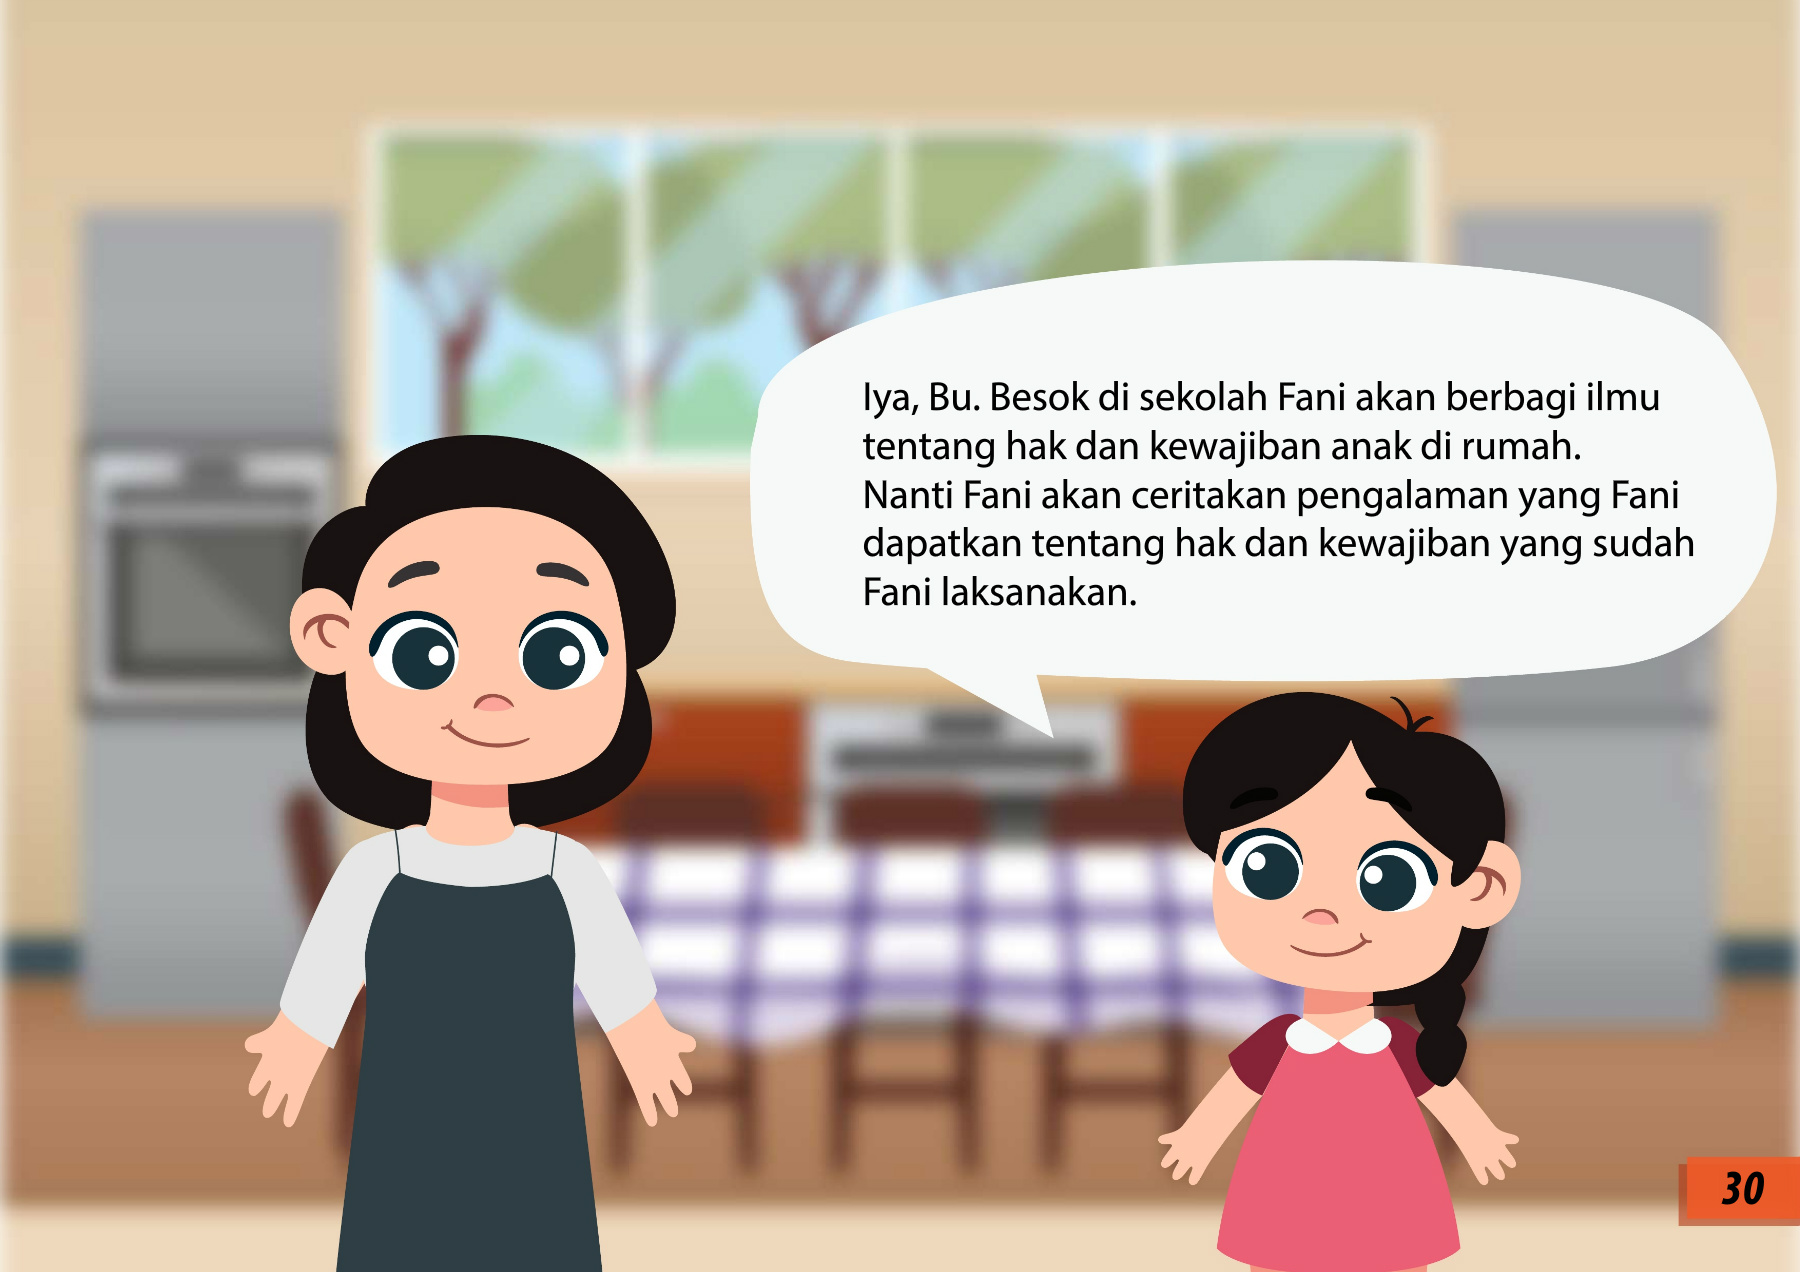 Iya, Bu. Besok di sekolah Fani akan berbagi ilmu
tentang hak dan kewajiban anak di rumah.
Nanti Fani akan ceritakan pengalaman yang Fani
dapatkan tentang hak dan kewajiban yang sudah
Fani laksanakan.
30